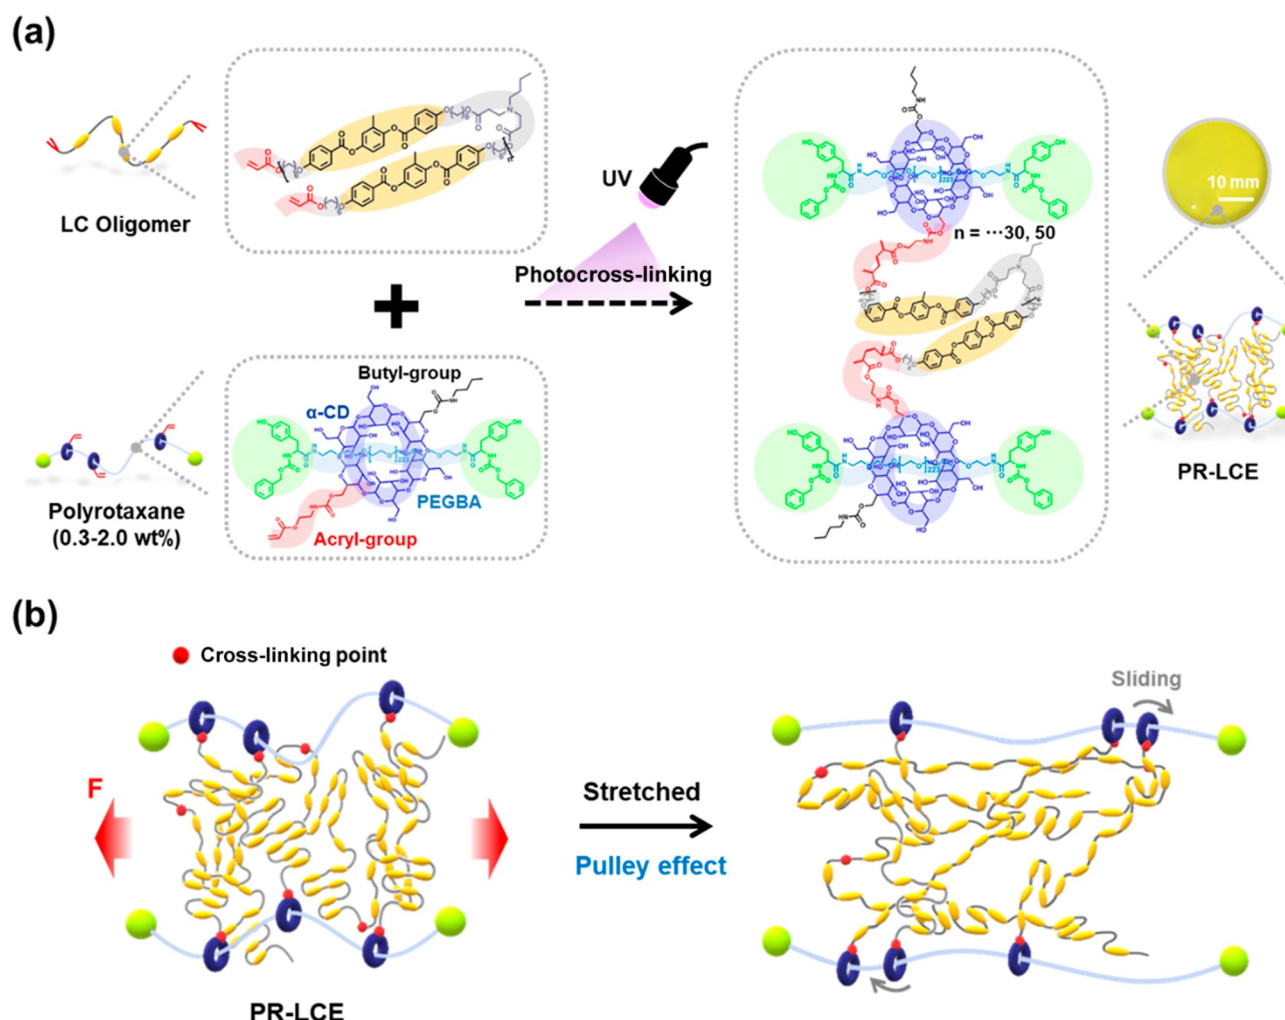 (a)
LC Oligomer
UV
Photocross-linking
n = ···30, 50
10 mm
PR-LCE
Polyrotaxane
(0.3-2.0 wt%)
Butyl-group
α-CD
PEGBA
Acryl-group
(b)
Cross-linking point
F
PR-LCE
Stretched
Pulley effect
Sliding